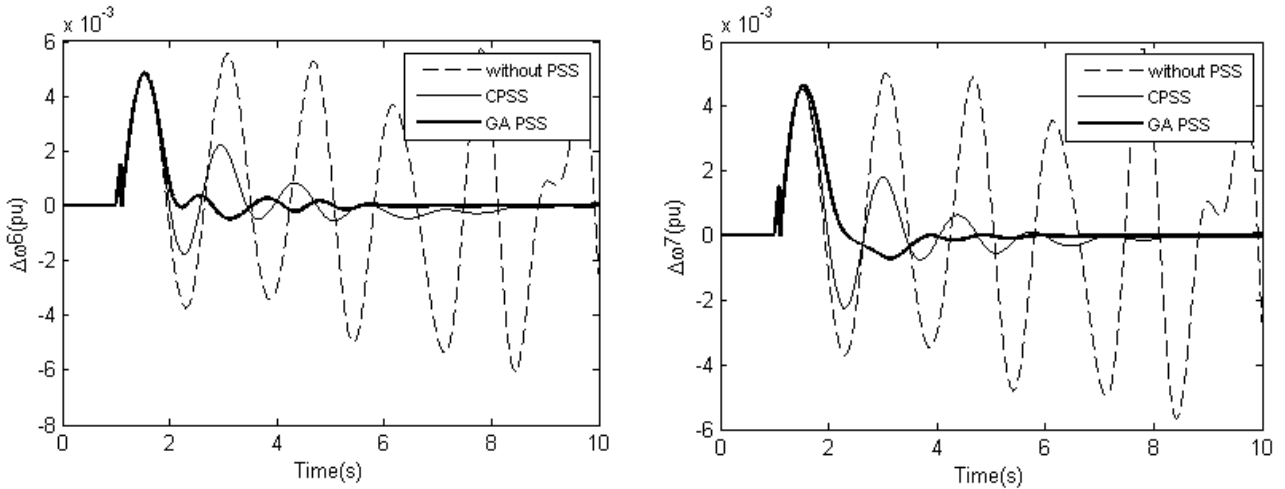 x 10⁻³
6
4
2
0
-2
-4
-6
-8
0 2 4 6 8 10
Δω6(pu)
Time(s)
without PSS
CPSS
GA PSS
x 10⁻³
6
4
2
0
-2
-4
-6
0 2 4 6 8 10
Δω7(pu)
Time(s)
without PSS
CPSS
GA PSS